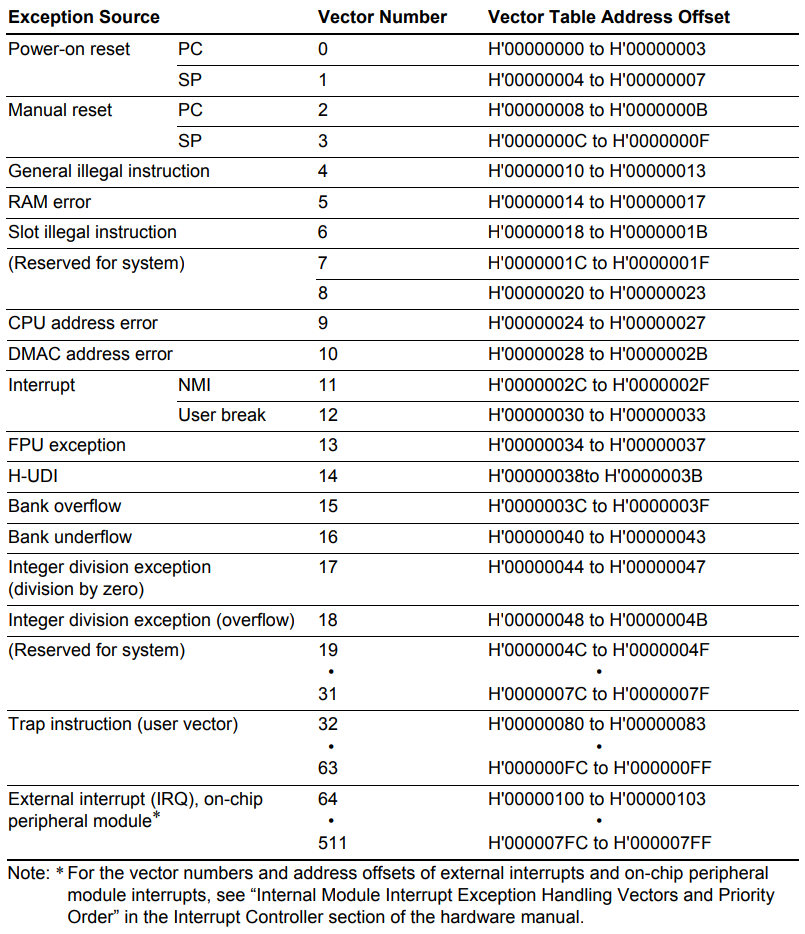 Exception Source Vector Number Vector Table Address Offset
Power-on reset PC 0 H'00000000 to H'00000003
SP 1 H'00000004 to H'00000007
Manual reset PC 2 H'00000008 to H'0000000B
SP 3 H'0000000C to H'0000000F
General illegal instruction 4 H'00000010 to H'00000013
RAM error 5 H'00000014 to H'00000017
Slot illegal instruction 6 H'00000018 to H'0000001B
(Reserved for system) 7 H'0000001C to H'0000001F
8 H'00000020 to H'00000023
CPU address error 9 H'00000024 to H'00000027
DMAC address error 10 H'00000028 to H'0000002B
Interrupt NMI 11 H'0000002C to H'0000002F
User break 12 H'00000030 to H'00000033
FPU exception 13 H'00000034 to H'00000037
H-UDI 14 H'00000038to H'0000003B
Bank overflow 15 H'0000003C to H'0000003F
Bank underflow 16 H'00000040 to H'00000043
Integer division exception 17 H'00000044 to H'00000047
(division by zero)
Integer division exception (overflow) 18 H'00000048 to H'0000004B
(Reserved for system) 19 H'0000004C to H'0000004F
• •
31 H'0000007C to H'0000007F
Trap instruction (user vector) 32 H'00000080 to H'00000083
• •
63 H'000000FC to H'000000FF
External interrupt (IRQ), on-chip 64 H'00000100 to H'00000103
peripheral module* • •
511 H'000007FC to H'000007FF
Note: * For the vector numbers and address offsets of external interrupts and on-chip peripheral
module interrupts, see “Internal Module Interrupt Exception Handling Vectors and Priority
Order” in the Interrupt Controller section of the hardware manual.